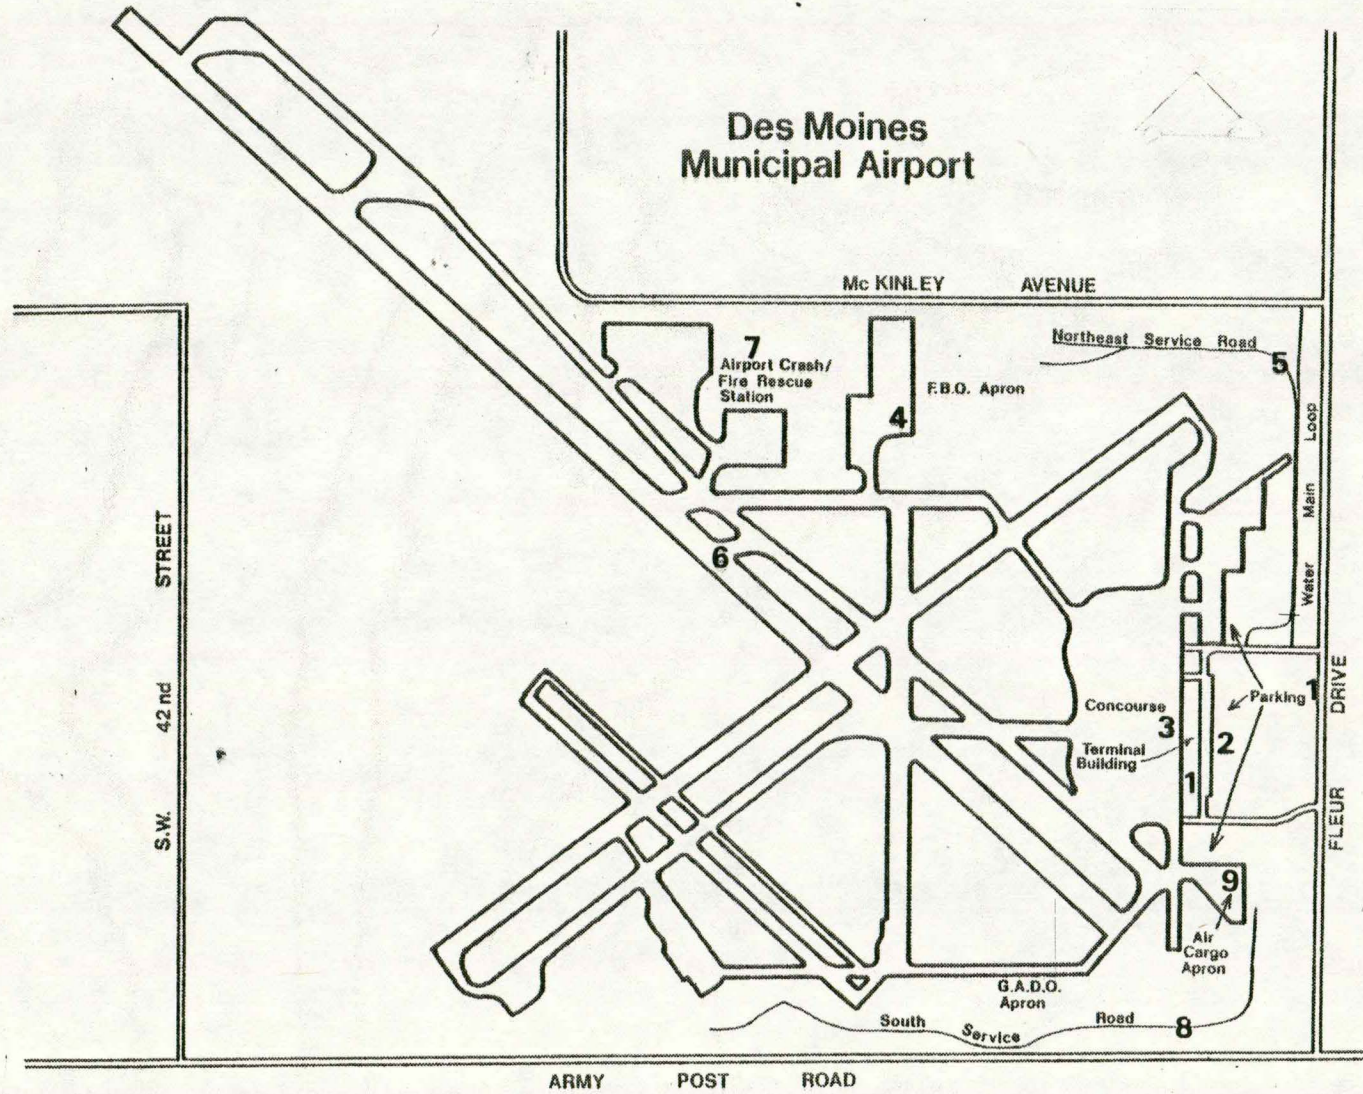 Des Moines
Municipal Airport
Mc KINLEY AVENUE
Northeast Service Road
5
7
Airport Crash/
Fire Rescue
Station
F.B.O. Apron
4
Water Main Loop
6
S.W. 42 nd STREET
FLEUR DRIVE
Concourse
3
Parking
1
Terminal
Building
2
1
9
Air
Cargo
Apron
G.A.D.O.
Apron
South Service Road
8
ARMY POST ROAD